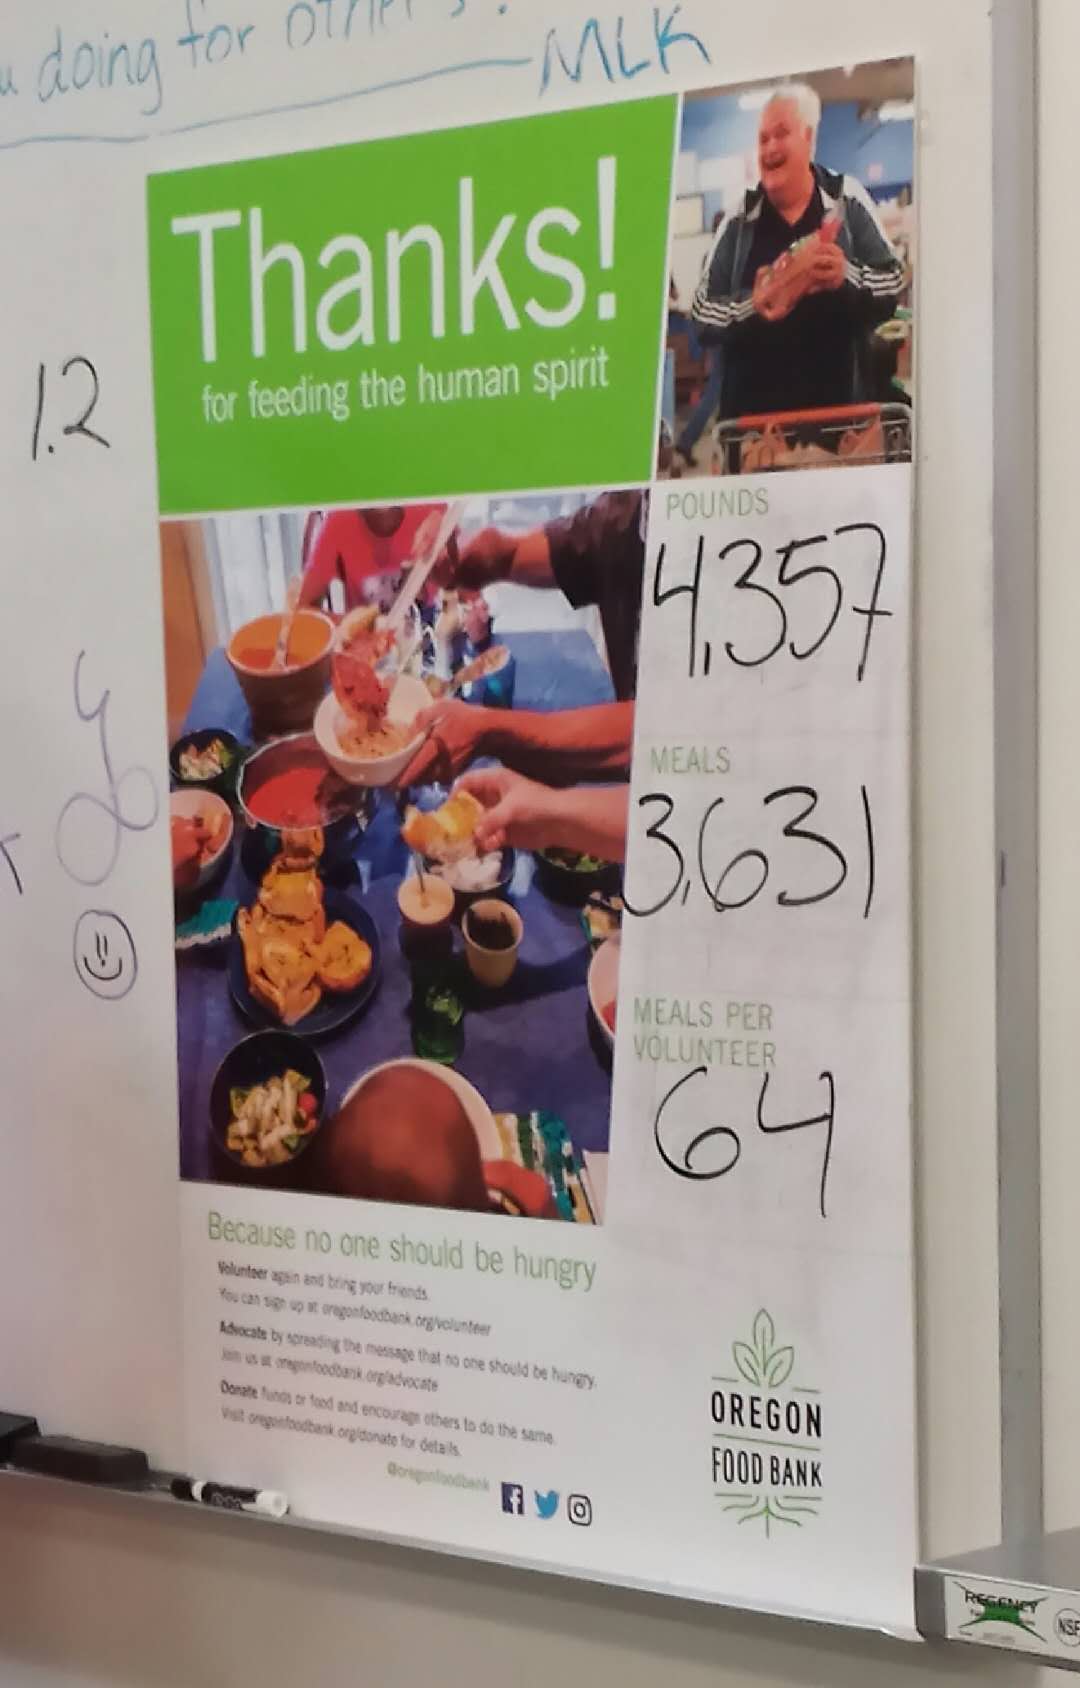 doing for others?
MLK
Thanks!
for feeding the human spirit
1.2
POUNDS
4,357
MEALS
3,631
MEALS PER
VOLUNTEER
64
Because no one should be hungry
Volunteer again and bring your friends.
You can sign up at oregonfoodbank.org/volunteer
Advocate by spreading the message that no one should be hungry.
Join us at oregonfoodbank.org/advocate
Donate funds or food and encourage others to do the same.
Visit oregonfoodbank.org/donate for details.
@oregonfoodbank
OREGON
FOOD BANK
REGENCY
NSF